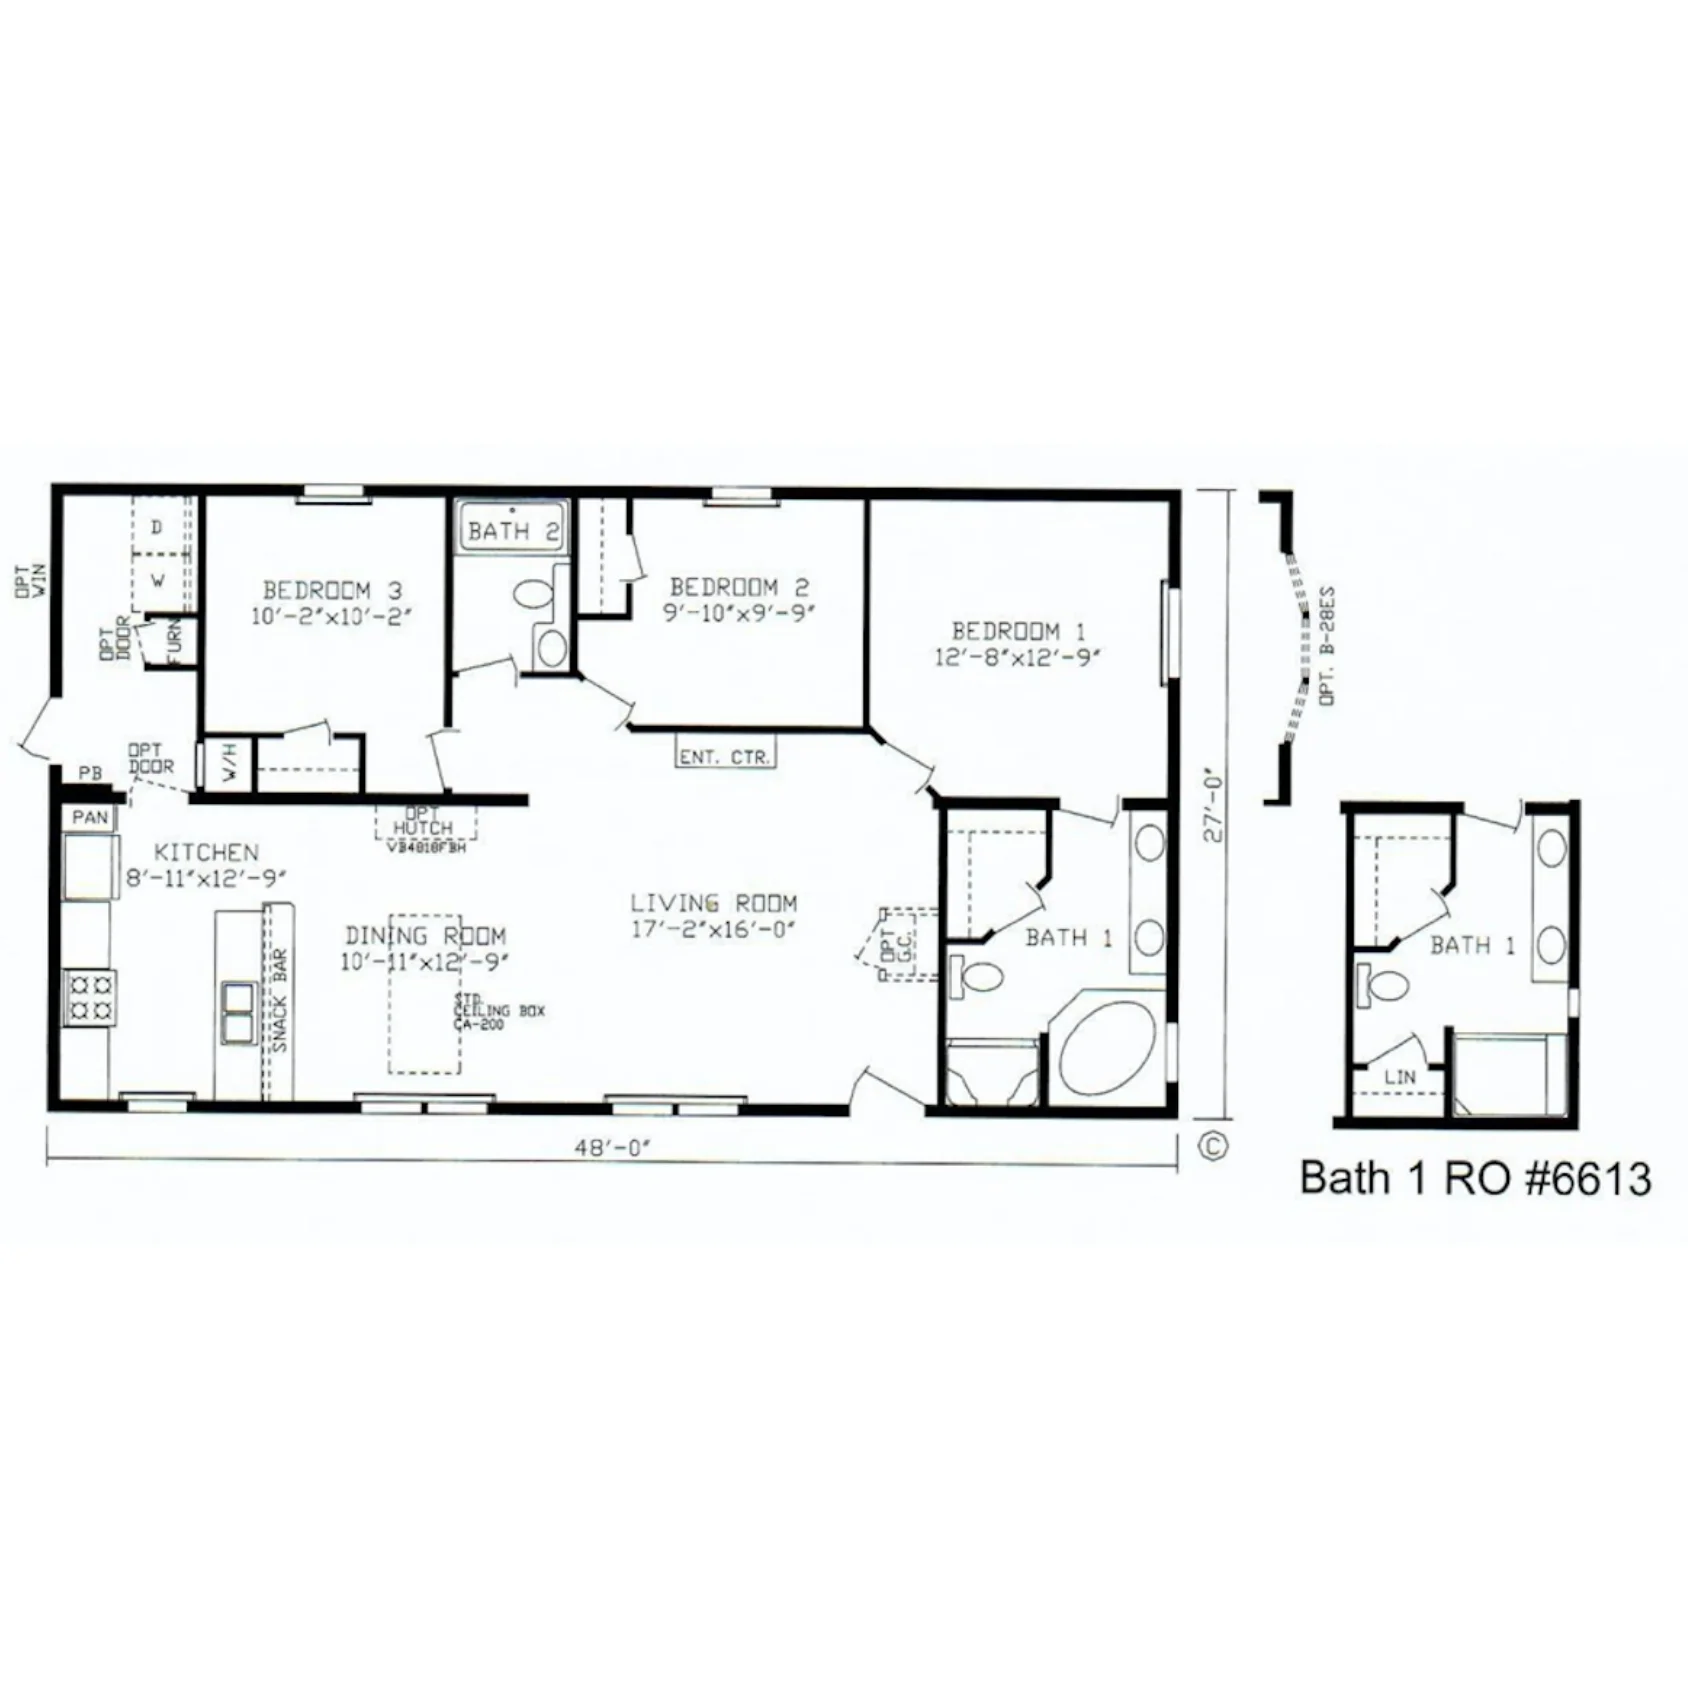 OPT
WIN
D
W
OPT
DOOR
FURN
BEDROOM 3
10'-2"x10'-2"
BATH 2
BEDROOM 2
9'-10"x9'-9"
BEDROOM 1
12'-8"x12'-9"
OPT. B-28ES
PB
OPT
DOOR
W/H
ENT. CTR.
27'-0"
PAN
KITCHEN
8'-11"x12'-9"
OPT
HUTCH
VB4818FBH
SNACK BAR
DINING ROOM
10'-11"x12'-9"
STD.
CEILING BOX
CA-200
LIVING ROOM
17'-2"x16'-0"
OPT
G.C.
BATH 1
BATH 1
LIN
48'-0"
©
Bath 1 RO #6613